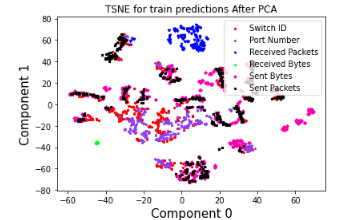 TSNE for train predictions After PCA
80
60
40
20
0
−20
−40
−60
−80
Component 1
Switch ID
Port Number
Received Packets
Received Bytes
Sent Bytes
Sent Packets
−60 −40 −20 0 20 40 60
Component 0